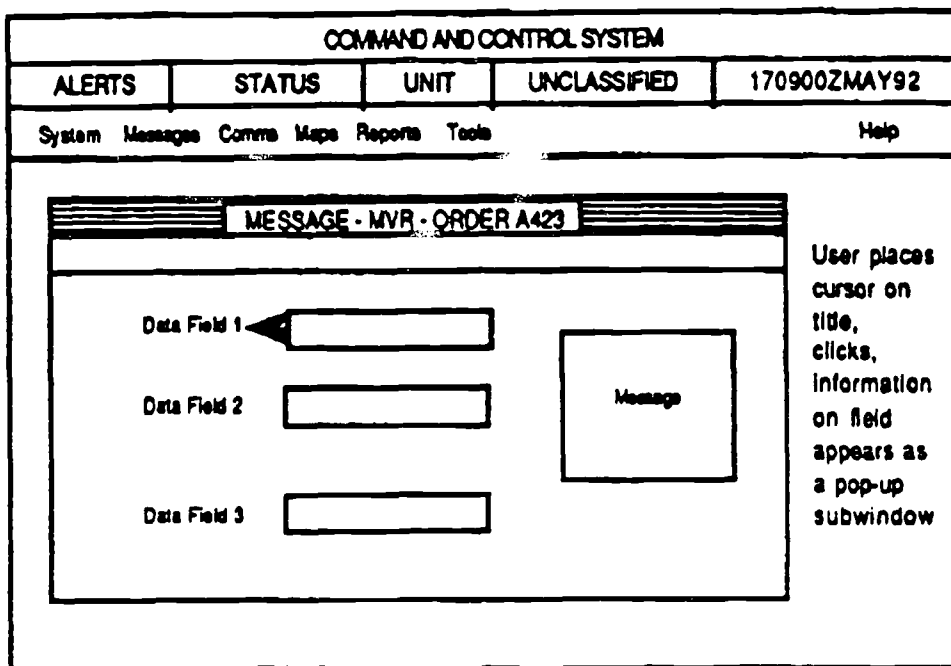 COMMAND AND CONTROL SYSTEM
ALERTS STATUS UNIT UNCLASSIFIED 170900ZMAY92
System Messages Comms Maps Reports Tools Help
MESSAGE - MVR - ORDER A423
Data Field 1
Data Field 2
Data Field 3
Message
User places
cursor on
title,
clicks,
information
on field
appears as
a pop-up
subwindow